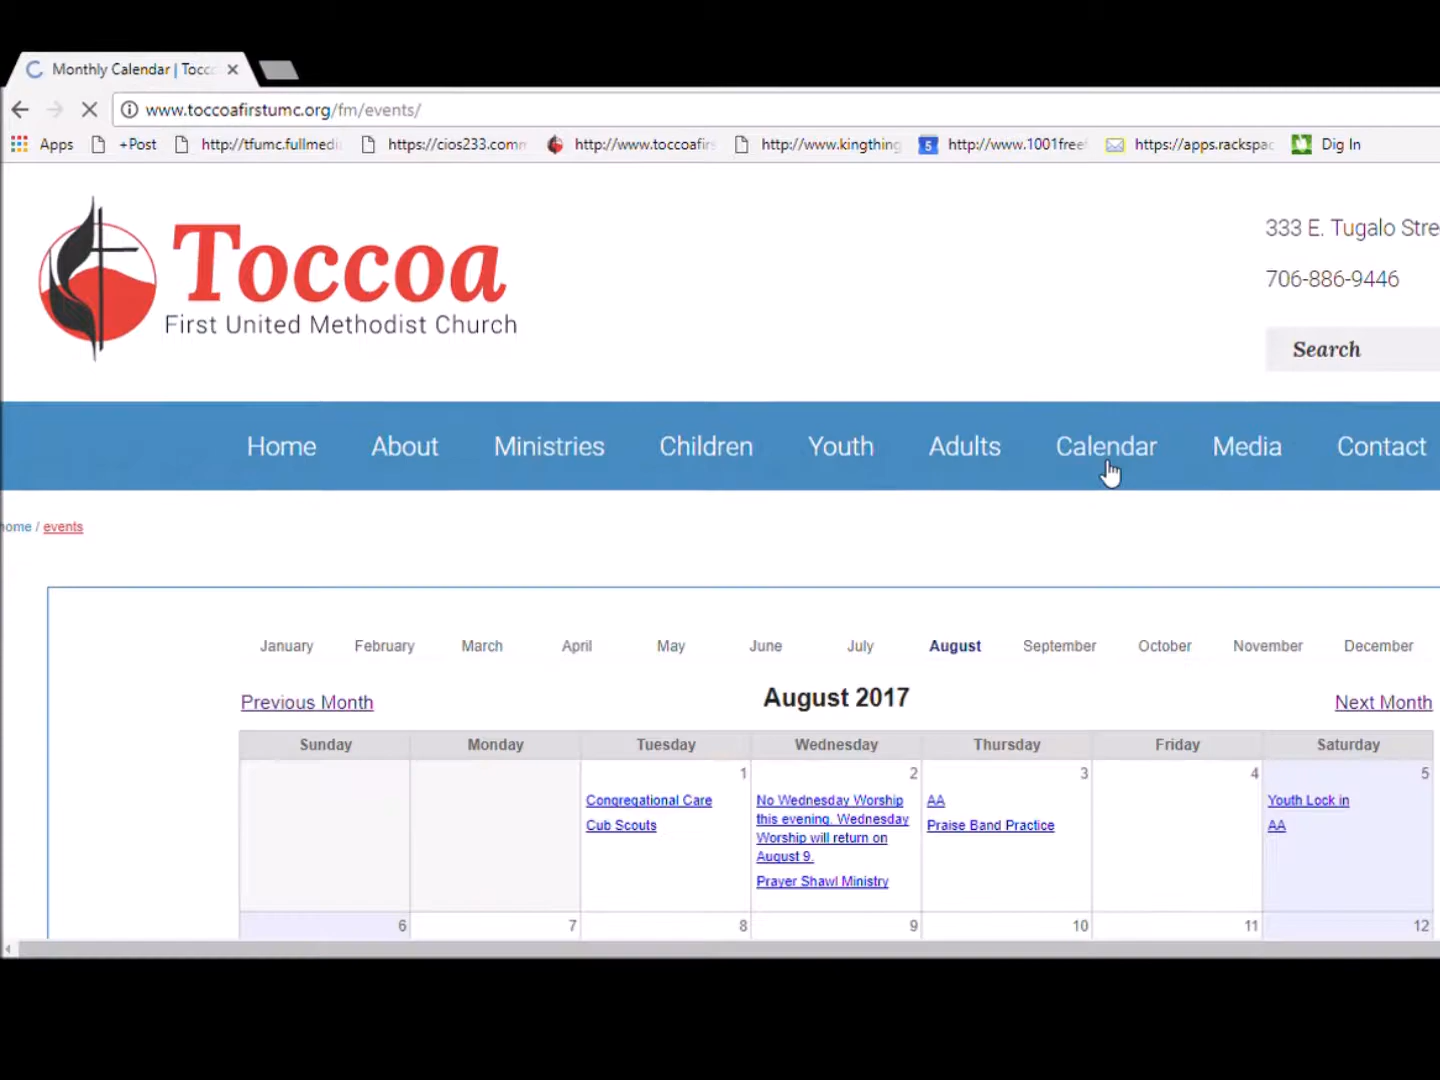 Monthly Calendar | Tocco
www.toccoafirstumc.org/fm/events/
Apps +Post http://tfumc.fullmedi https://cios233.com http://www.toccoafirs http://www.kingthing http://www.1001free https://apps.rackspac Dig In
5
Toccoa
First United Methodist Church
333 E. Tugalo Stre
706-886-9446
Search
Home About Ministries Children Youth Adults Calendar Media Contact
home / events
January February March April May June July August September October November December
Previous Month August 2017 Next Month
Sunday Monday Tuesday Wednesday Thursday Friday Saturday
1 2 3 4 5
Congregational Care
Cub Scouts
No Wednesday Worship
this evening. Wednesday
Worship will return on
August 9.
Prayer Shawl Ministry
AA
Praise Band Practice
Youth Lock in
AA
6 7 8 9 10 11 12